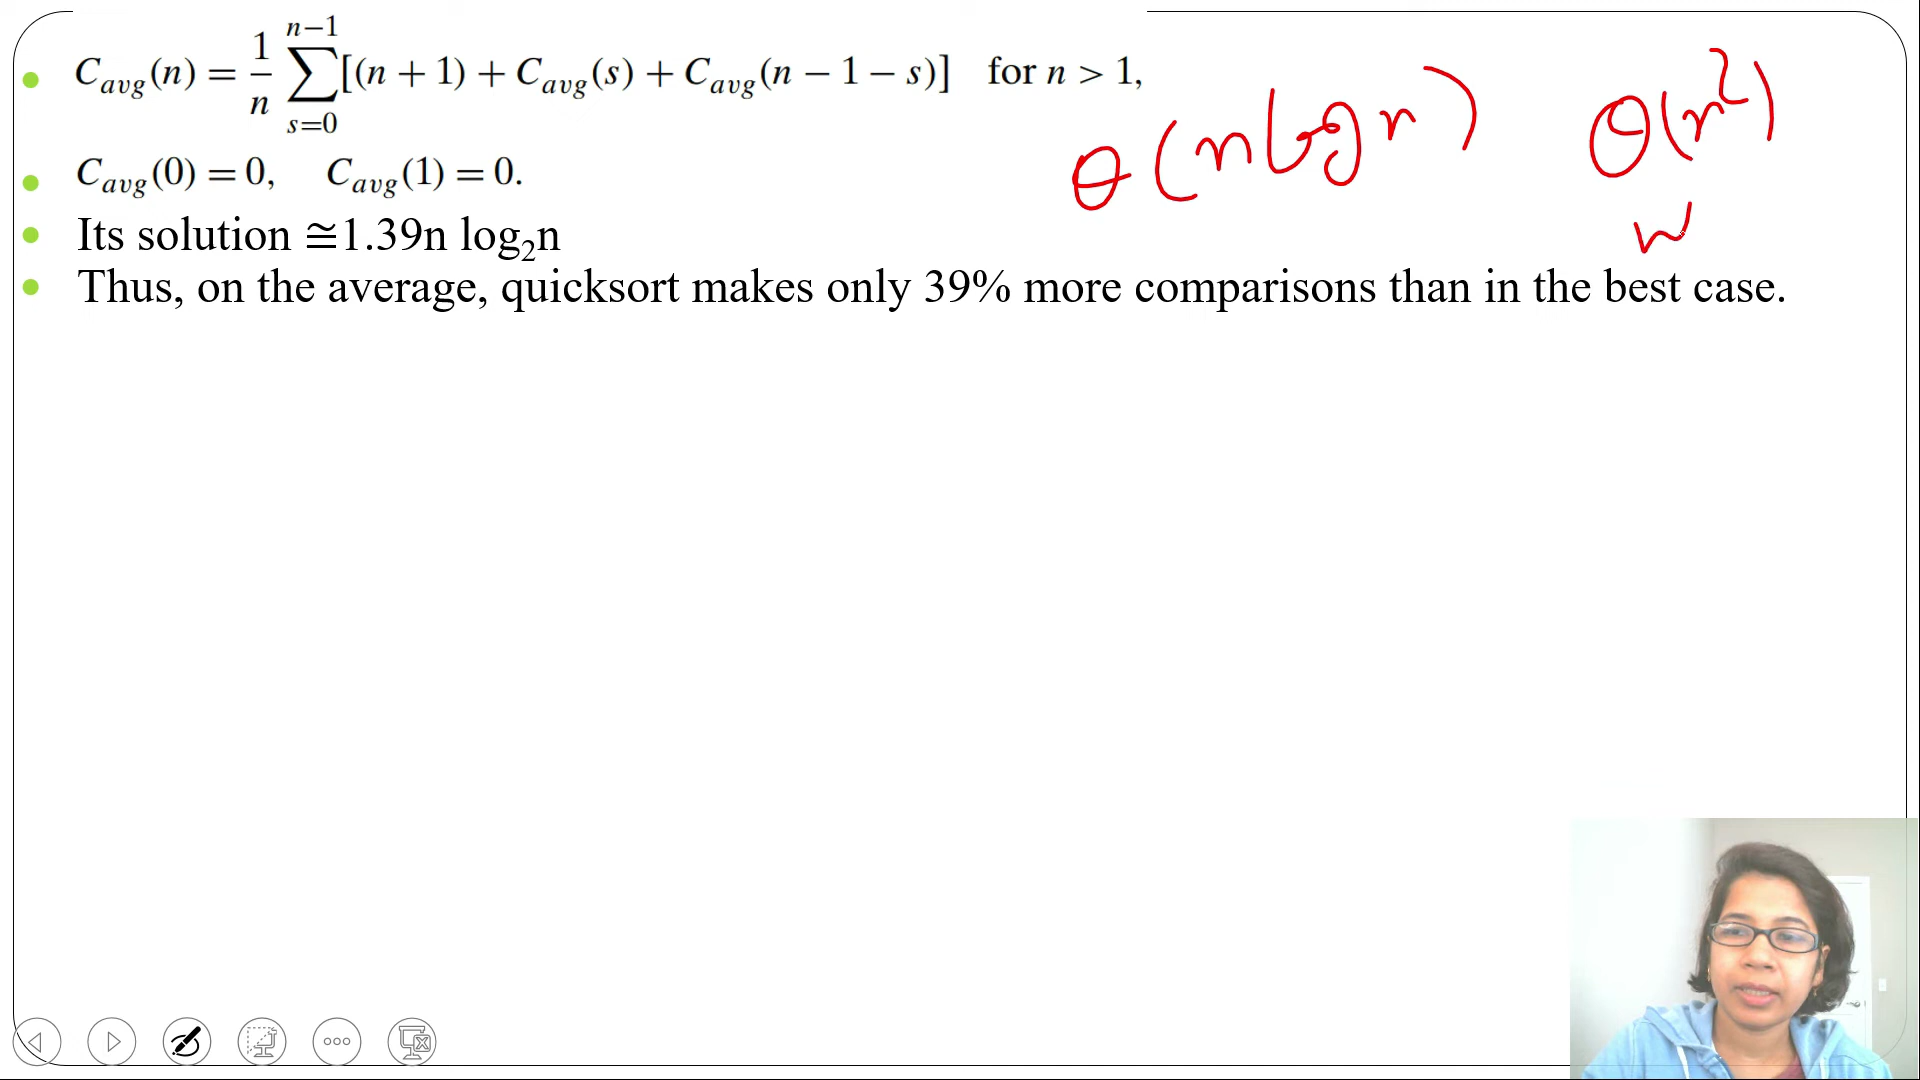 C_avg(n) = 1/n ∑_{s=0}^{n−1} [(n + 1) + C_avg(s) + C_avg(n − 1 − s)] for n > 1,
θ(n log n) θ(n²)
C_avg(0) = 0, C_avg(1) = 0.
W
Its solution ≅1.39n log₂n
Thus, on the average, quicksort makes only 39% more comparisons than in the best case.